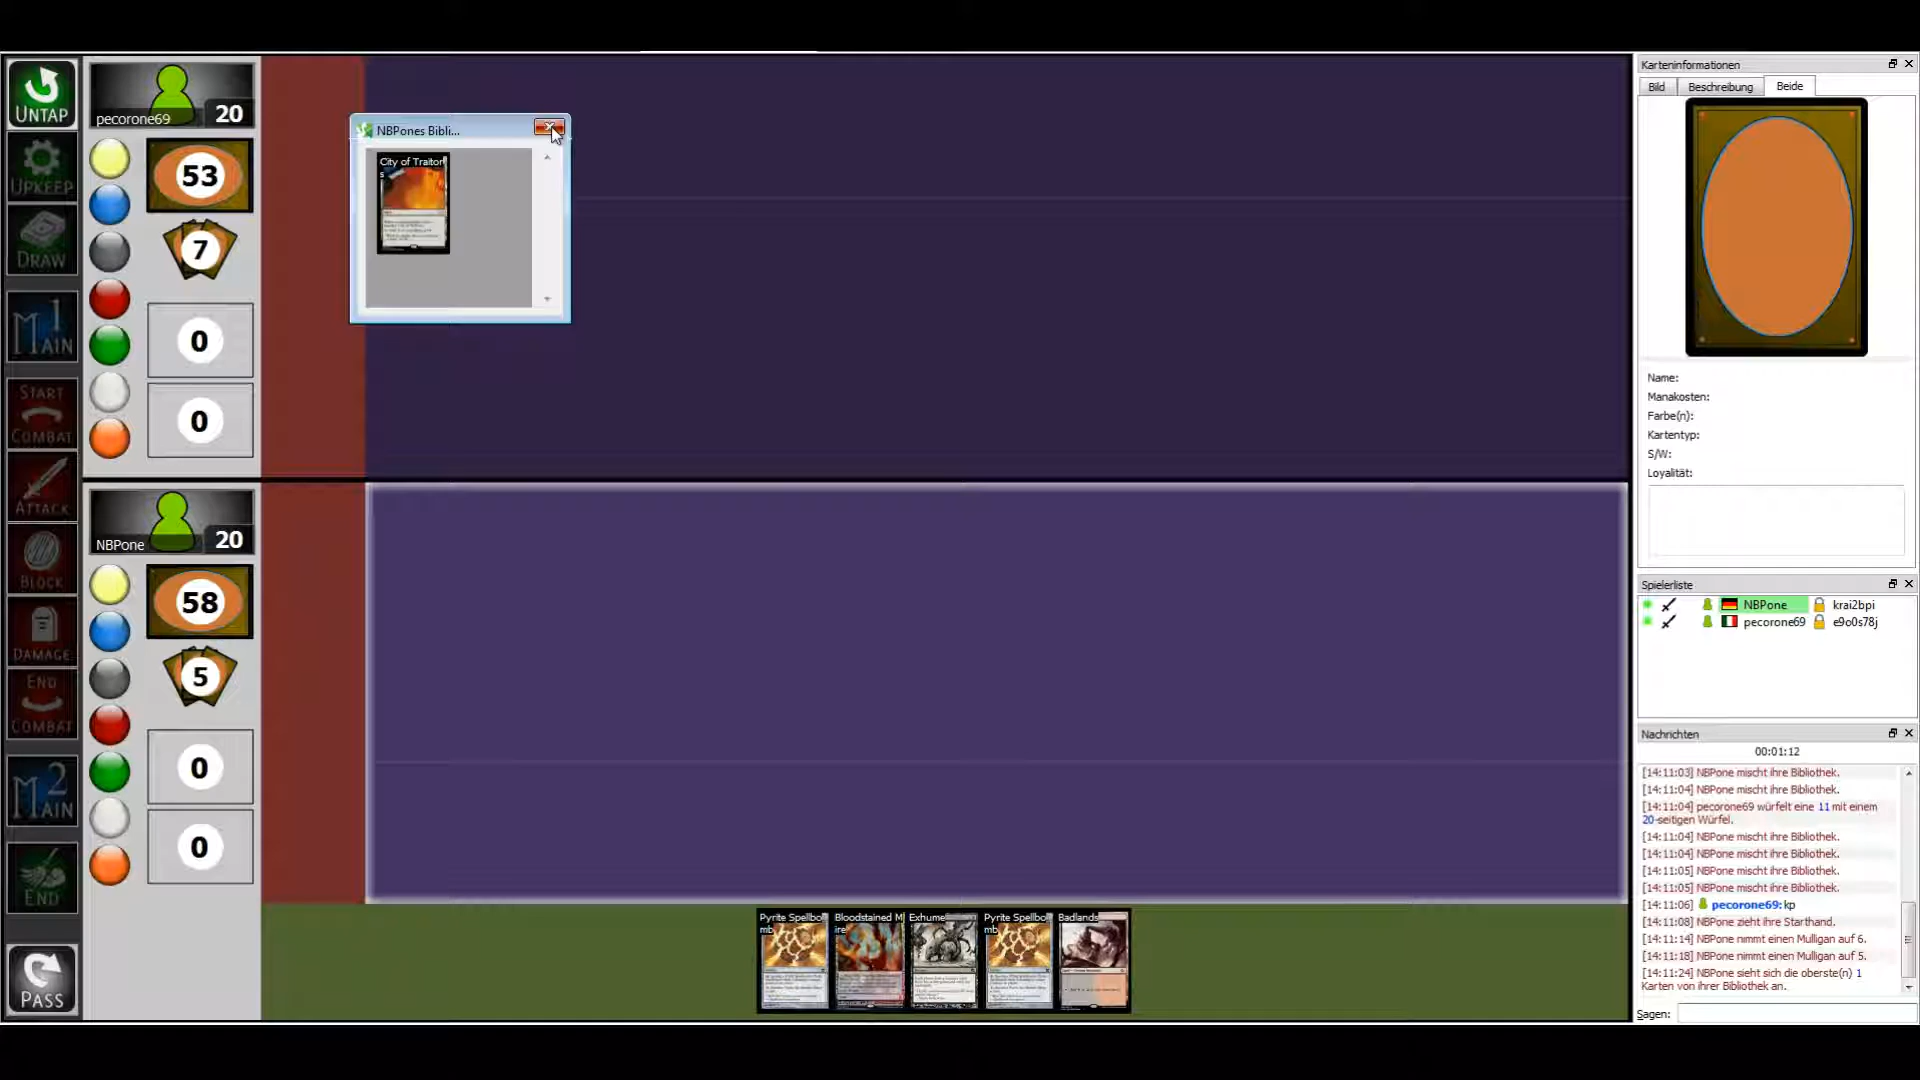 UNTAP
UPKEEP
DRAW
1
MAIN
START
COMBAT
ATTACK
BLOCK
DAMAGE
END
COMBAT
2
MAIN
END
PASS
pecorone69
20
53
7
0
0
NBPone
20
58
5
0
0
NBPones Bibli...
City of Traitor
s
Pyrite Spellbo
mb
Bloodstained M
ire
Exhume
Pyrite Spellbo
mb
Badlands
Karteninformationen
Bild
Beschreibung
Beide
Name:
Manakosten:
Farbe(n):
Kartentyp:
S/W:
Loyalität:
Spielerliste
NBPone krai2bpi
pecorone69 e9o0s78j
Nachrichten
00:01:12
[14:11:03] NBPone mischt ihre Bibliothek.
[14:11:04] NBPone mischt ihre Bibliothek.
[14:11:04] pecorone69 würfelt eine 11 mit einem
20-seitigen Würfel.
[14:11:04] NBPone mischt ihre Bibliothek.
[14:11:04] NBPone mischt ihre Bibliothek.
[14:11:05] NBPone mischt ihre Bibliothek.
[14:11:05] NBPone mischt ihre Bibliothek.
[14:11:06] pecorone69: kp
[14:11:08] NBPone zieht ihre Starthand.
[14:11:14] NBPone nimmt einen Mulligan auf 6.
[14:11:18] NBPone nimmt einen Mulligan auf 5.
[14:11:24] NBPone sieht sich die oberste(n) 1
Karten von ihrer Bibliothek an.
Sagen: